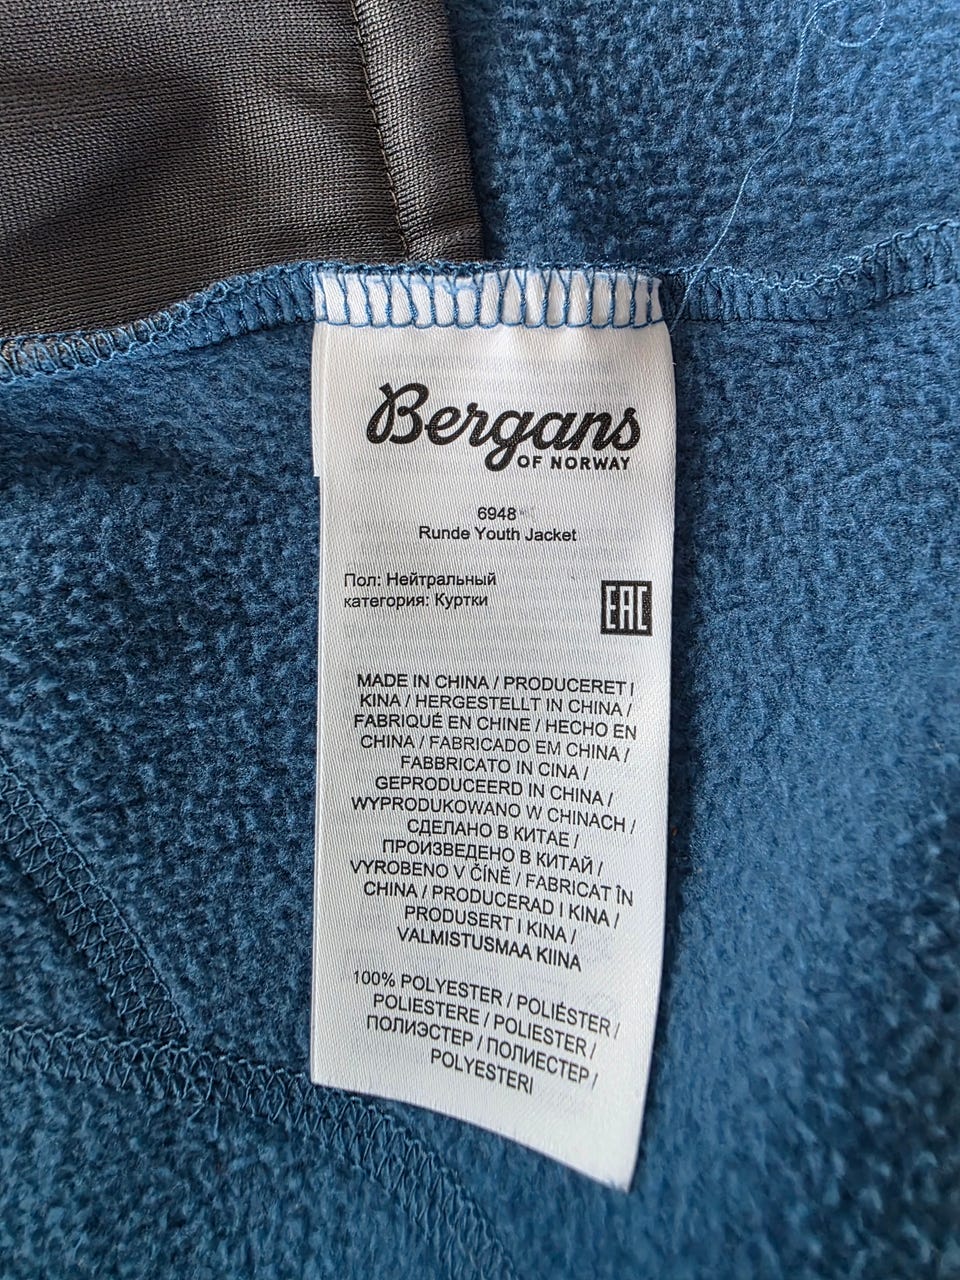 Bergans
OF NORWAY
6948
Runde Youth Jacket
Пол: Нейтральный
категория: Куртки
EAC
MADE IN CHINA / PRODUCERET I
KINA / HERGESTELLT IN CHINA /
FABRIQUÉ EN CHINE / HECHO EN
CHINA / FABRICADO EM CHINA /
FABBRICATO IN CINA /
GEPRODUCEERD IN CHINA /
WYPRODUKOWANO W CHINACH /
СДЕЛАНО В КИТАЕ /
ПРОИЗВЕДЕНО В КИТАЙ /
VYROBENO V ČÍNĚ / FABRICAT ÎN
CHINA / PRODUCERAD I KINA /
PRODUSERT I KINA /
VALMISTUSMAA KIINA
100% POLYESTER / POLIÉSTER /
POLIESTERE / POLIESTER /
ПОЛИЭСТЕР / ПОЛИЕСТЕР /
POLYESTERI